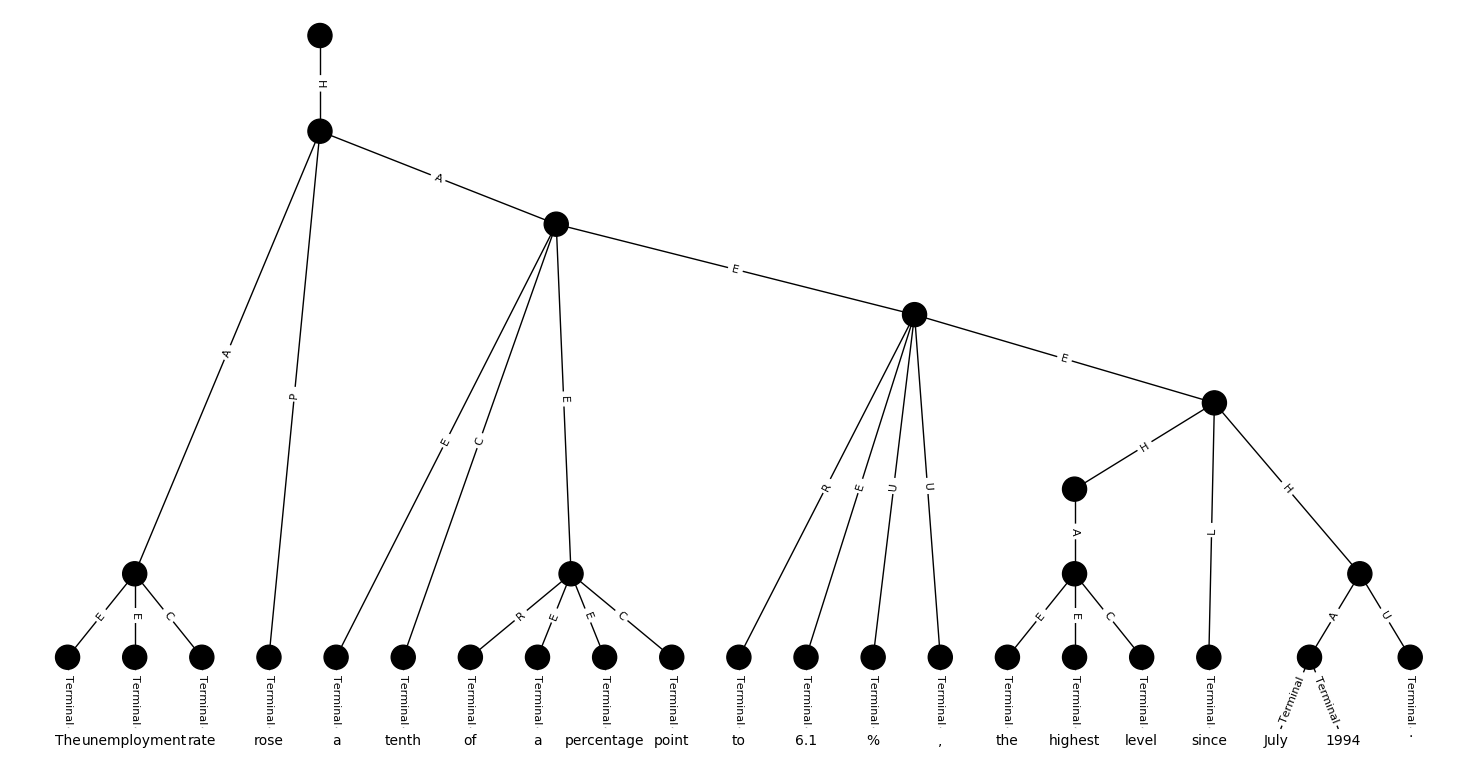 H
A
E
A
E
H
P
E
C
E
R
E
U
U
A
L
H
E
E
C
R
E
E
C
E
E
C
A
U
Terminal Terminal Terminal Terminal Terminal Terminal Terminal Terminal Terminal Terminal Terminal Terminal Terminal Terminal Terminal Terminal Terminal Terminal Terminal Terminal Terminal
The unemployment rate rose a tenth of a percentage point to 6.1 % , the highest level since July 1994 .